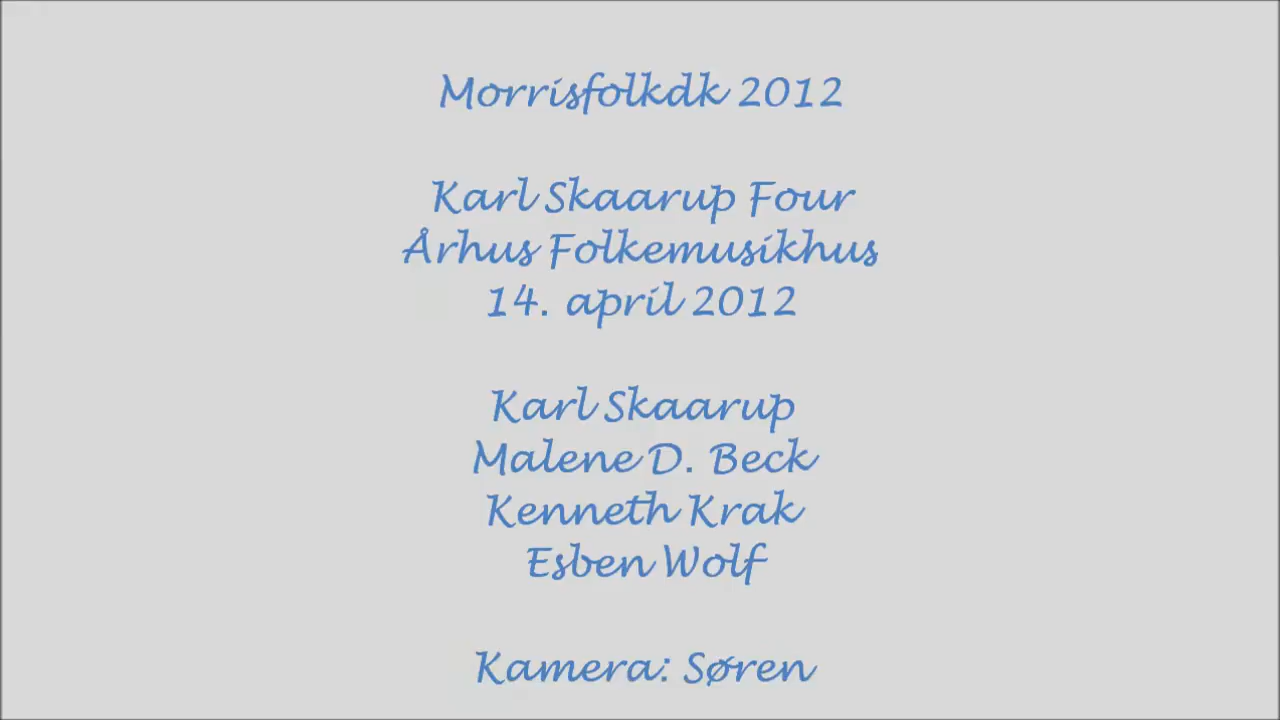 Morrisfolkdk 2012
Karl Skaarup Four
Århus Folkemusikhus
14. april 2012
Karl Skaarup
Malene D. Beck
Kenneth Krak
Esben Wolf
Kamera: Søren